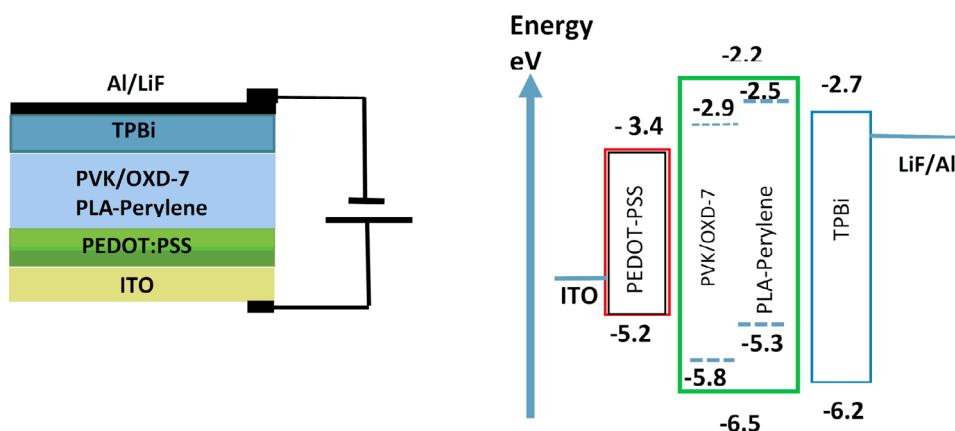 Al/LiF
TPBi
PVK/OXD-7
PLA-Perylene
PEDOT:PSS
ITO
Energy
eV
-2.2
-2.5
-2.7
-2.9
- 3.4
LiF/Al
PEDOT-PSS
PVK/OXD-7
PLA-Perylene
TPBi
ITO
-5.2
-5.3
-5.8
-6.2
-6.5